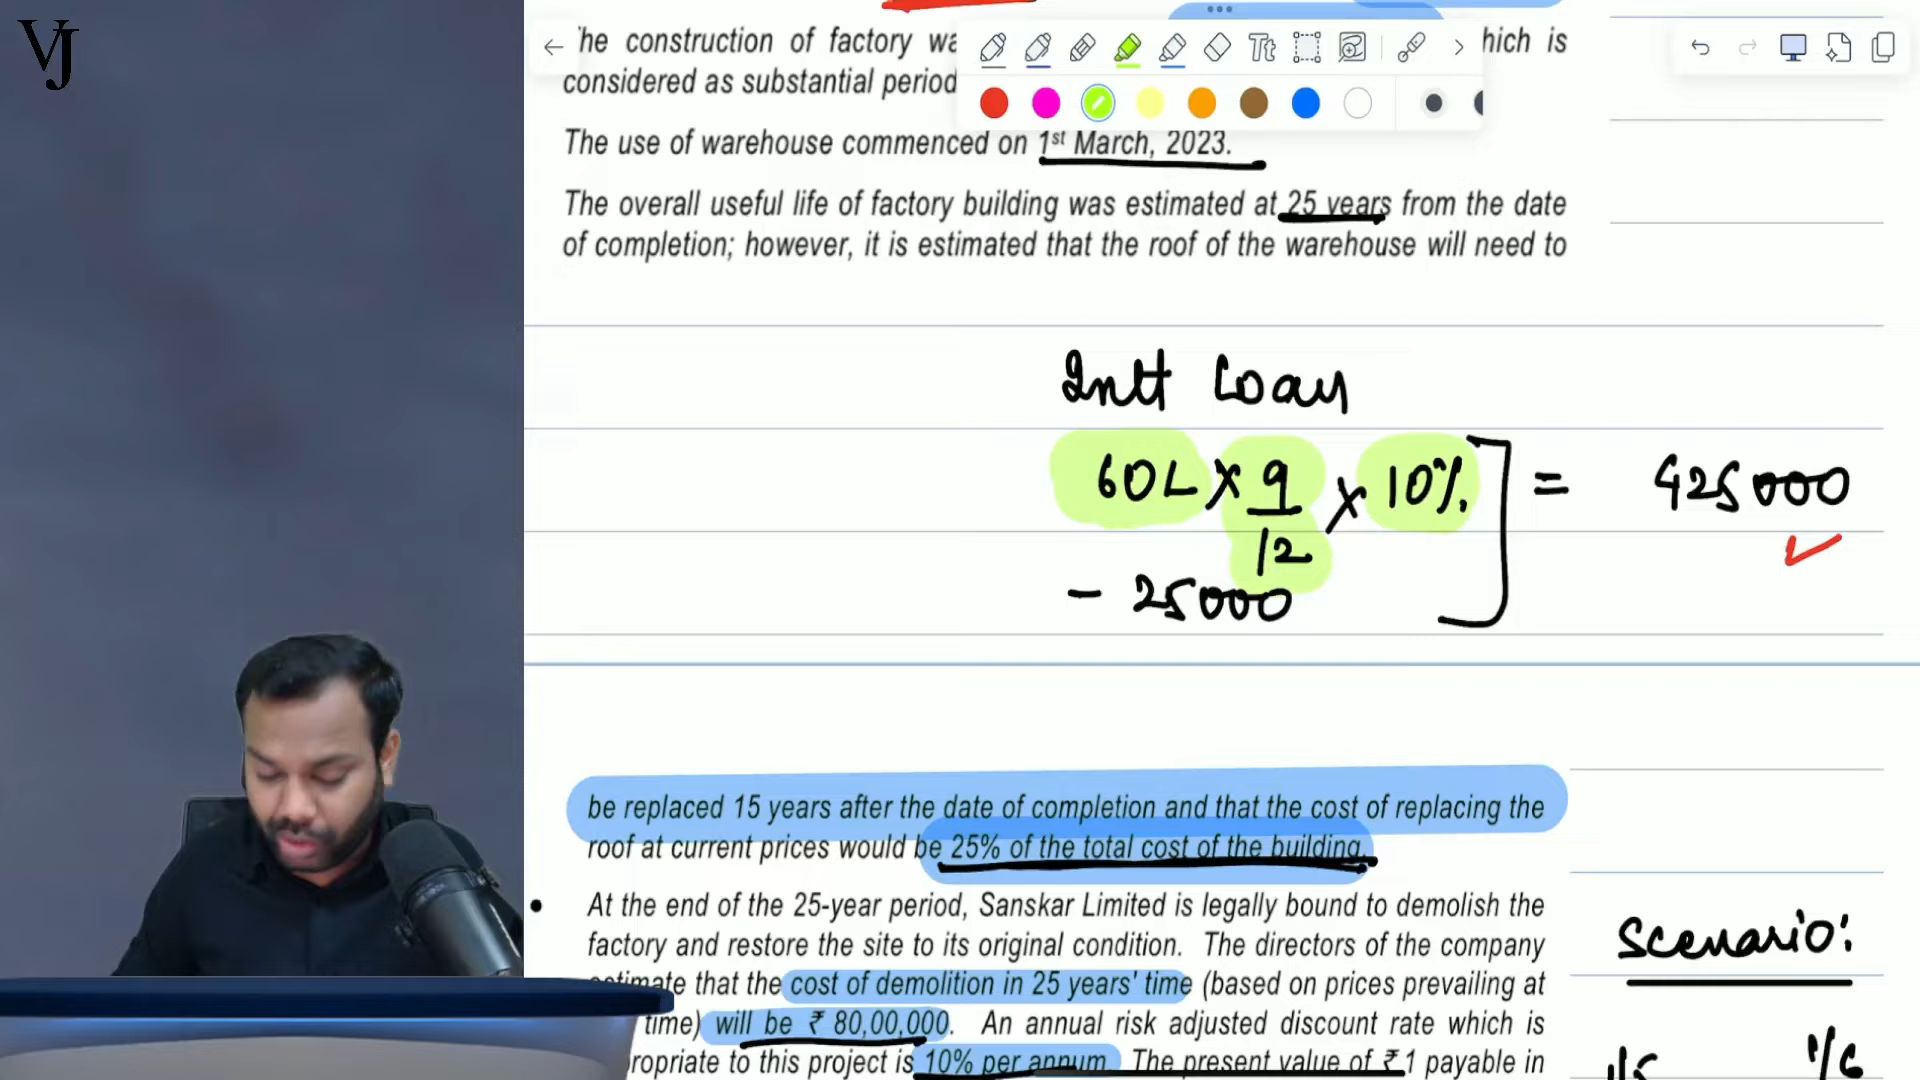 VJ
he construction of factory wa hich is
considered as substantial period
Tt
The use of warehouse commenced on 1st March, 2023.
The overall useful life of factory building was estimated at 25 years from the date
of completion; however, it is estimated that the roof of the warehouse will need to
Intt Loan
60L × 9/12 × 10% = 425000
- 25000
be replaced 15 years after the date of completion and that the cost of replacing the
roof at current prices would be 25% of the total cost of the building.
At the end of the 25-year period, Sanskar Limited is legally bound to demolish the
factory and restore the site to its original condition. The directors of the company
timate that the cost of demolition in 25 years' time (based on prices prevailing at
time) will be ₹ 80,00,000. An annual risk adjusted discount rate which is
ropriate to this project is 10% per annum. The present value of ₹ 1 payable in
Scenario:
1/5 1/6